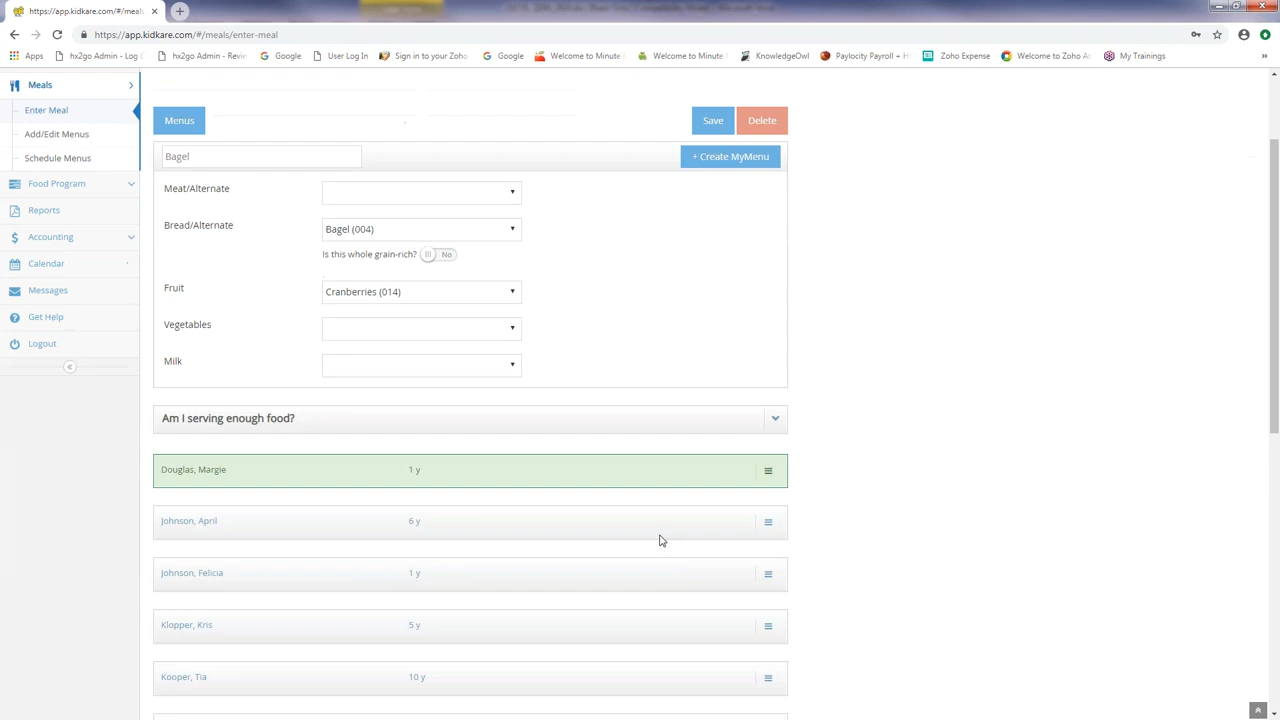 https://app.kidkare.com/#/meals
https://app.kidkare.com/#/meals/enter-meal
Apps
hx2go Admin - Log
hx2go Admin - Revie
Google
User Log In
Sign in to your Zoho
Google
Welcome to Minute
Welcome to Minute
KnowledgeOwl
Paylocity Payroll + H
Zoho Expense
Welcome to Zoho
My Trainings
Meals
Enter Meal
Add/Edit Menus
Schedule Menus
Food Program
Reports
Accounting
Calendar
Messages
Get Help
Logout
Menus
Save
Delete
Bagel
+ Create MyMenu
Meat/Alternate
Bread/Alternate
Bagel (004)
Is this whole grain-rich?
No
Fruit
Cranberries (014)
Vegetables
Milk
Am I serving enough food?
Douglas, Margie 1 y
Johnson, April 6 y
Johnson, Felicia 1 y
Klopper, Kris 5 y
Kooper, Tia 10 y